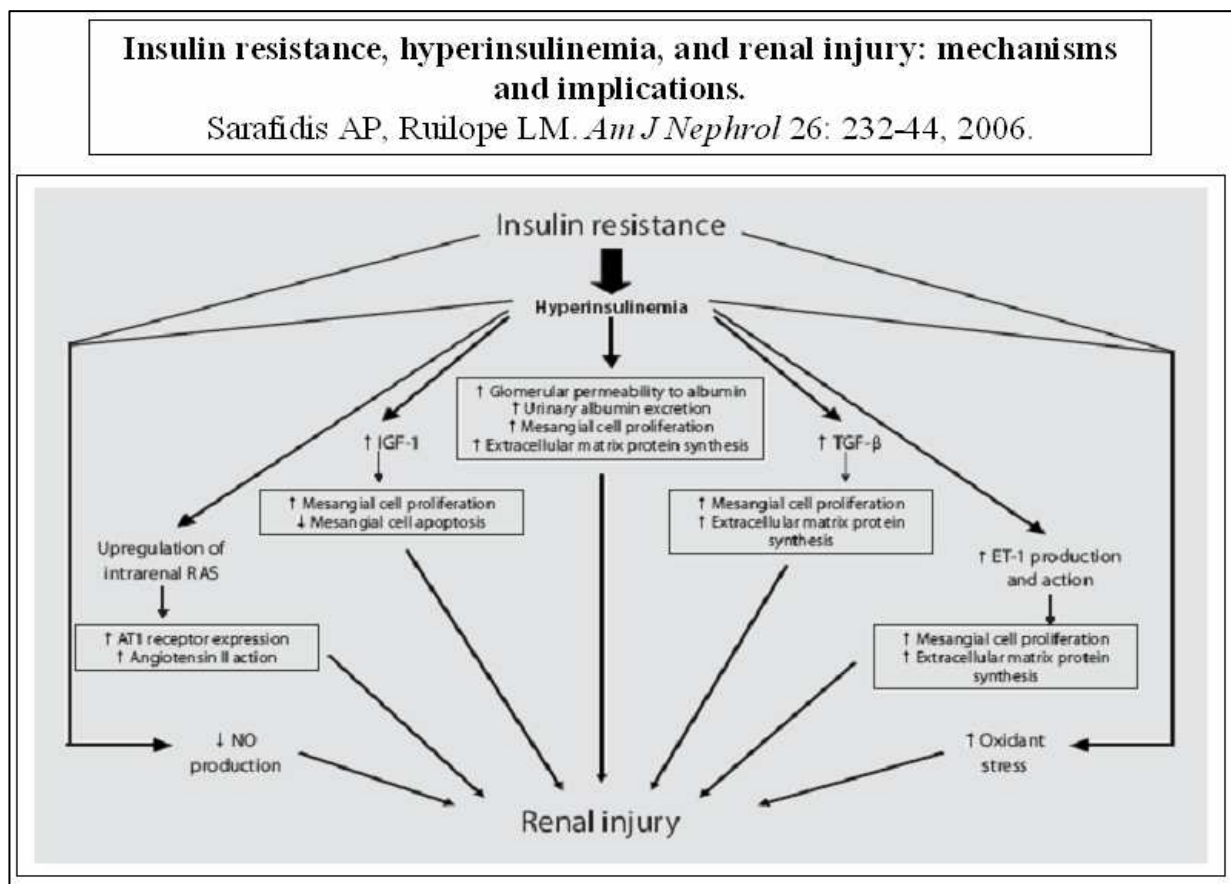 Insulin resistance, hyperinsulinemia, and renal injury: mechanisms
and implications.
Sarafidis AP, Ruilope LM. Am J Nephrol 26: 232-44, 2006.
Insulin resistance
Hyperinsulinemia
↑ Glomerular permeability to albumin
↑ Urinary albumin excretion
↑ Mesangial cell proliferation
↑ Extracellular matrix protein synthesis
↑ IGF-1
↑ Mesangial cell proliferation
↓ Mesangial cell apoptosis
↑ TGF-β
↑ Mesangial cell proliferation
↑ Extracellular matrix protein
synthesis
Upregulation of
intrarenal RAS
↑ AT1 receptor expression
↑ Angiotensin II action
↑ ET-1 production
and action
↑ Mesangial cell proliferation
↑ Extracellular matrix protein
synthesis
↓ NO
production
↑ Oxidant
stress
Renal injury